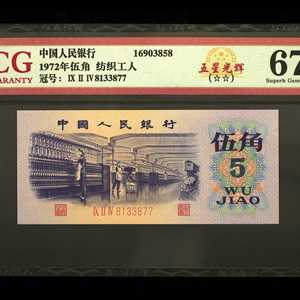 CG
ARANTY
中国人民银行 16903858
1972年伍角 纺织工人
冠号：IX II IV 8133877
五星光辉
(☆☆)
67
Superb Gem
中国人民银行
伍角
5
WU
JIAO
IX II IV 8133877